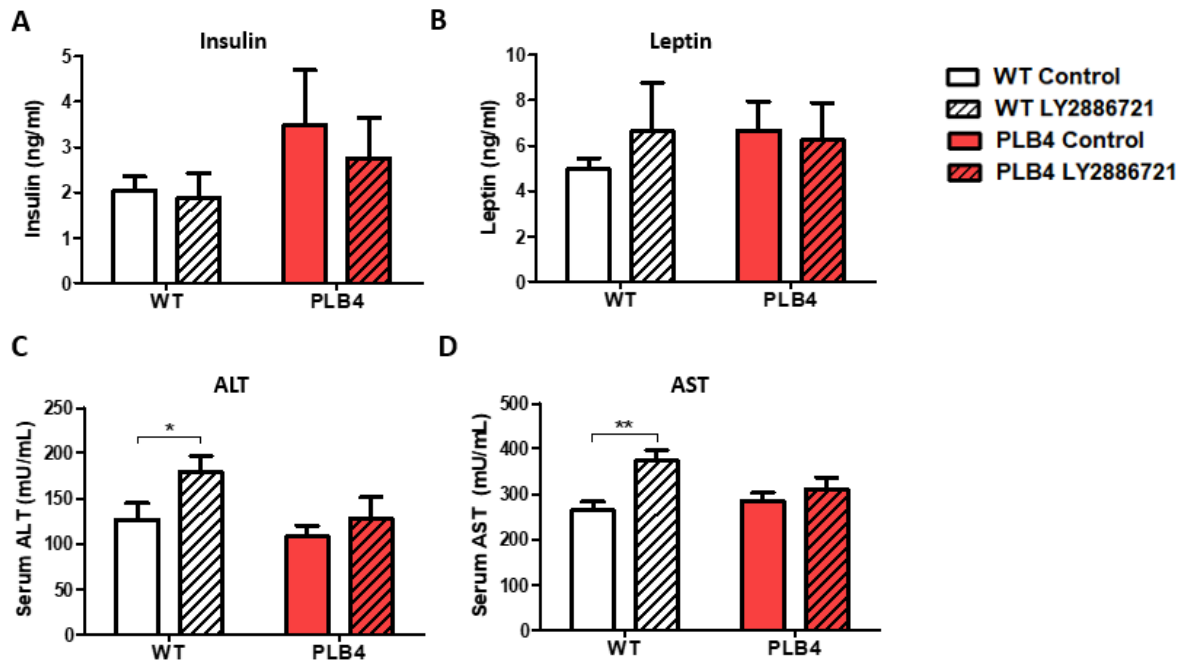 A
Insulin
Insulin (ng/ml)
5
4
3
2
1
0
WT
PLB4
B
Leptin
Leptin (ng/ml)
10
8
6
4
2
0
WT
PLB4
WT Control
WT LY2886721
PLB4 Control
PLB4 LY2886721
C
ALT
Serum ALT (mU/mL)
250
200
150
100
50
0
*
WT
PLB4
D
AST
Serum AST (mU/mL)
500
400
300
200
100
0
**
WT
PLB4